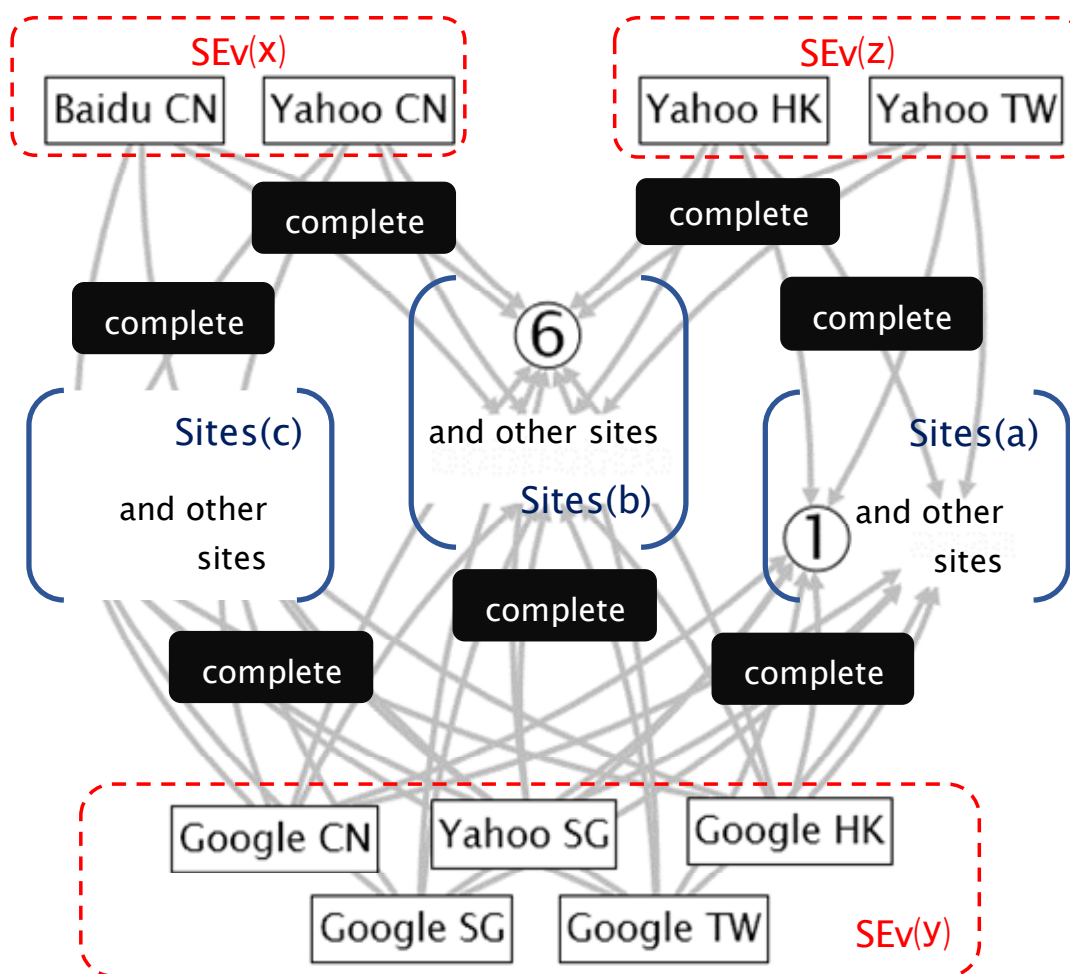 SEv(x)
SEv(z)
Baidu CN
Yahoo CN
Yahoo HK
Yahoo TW
complete
complete
complete
complete
6
Sites(c)
and other sites
Sites(a)
Sites(b)
and other
sites
1
and other
sites
complete
complete
complete
Google CN
Yahoo SG
Google HK
Google SG
Google TW
SEv(y)